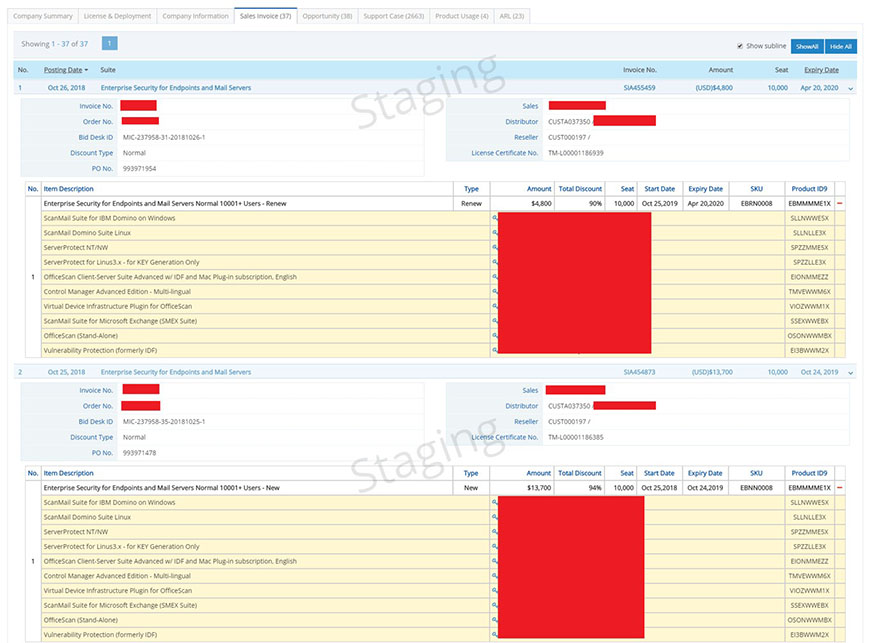 Company Summary License & Deployment Company Information Sales Invoice (37) Opportunity (38) Support Case (2663) Product Usage (4) ARL (23)
Showing 1 - 37 of 37 1 Show subline ShowAll Hide All
No. Posting Date Suite Invoice No. Amount Seat Expiry Date
1 Oct 26, 2018 Enterprise Security for Endpoints and Mail Servers SIA455459 (USD)$4,800 10,000 Apr 20, 2020
Invoice No. Sales
Order No. Distributor CUSTA037350
Bid Desk ID MIC-237958-31-20181026-1 Reseller CUST000197 /
Discount Type Normal License Certificate No. TM-L00001186939
PO No. 993971954
Staging
No. Item Description Type Amount Total Discount Seat Start Date Expiry Date SKU Product ID9
Enterprise Security for Endpoints and Mail Servers Normal 10001+ Users - Renew Renew $4,800 90% 10,000 Oct 25,2019 Apr 20,2020 EBRN0008 EBMMMME1X
ScanMail Suite for IBM Domino on Windows SLLNWWE5X
ScanMail Domino Suite Linux SLLNLLE3X
ServerProtect NT/NW SPZZMME5X
ServerProtect for Linus3.x - for KEY Generation Only SPZZLLE3X
1 OfficeScan Client-Server Suite Advanced w/ IDF and Mac Plug-in subscription, English EIONMMEZZ
Control Manager Advanced Edition - Multi-lingual TMVEWWM6X
Virtual Device Infrastructure Plugin for OfficeScan VIOZWWM1X
ScanMail Suite for Microsoft Exchange (SMEX Suite) SSEXWWEBX
OfficeScan (Stand-Alone) OSONWWMBX
Vulnerability Protection (formerly IDF) EI3BWWM2X
2 Oct 25, 2018 Enterprise Security for Endpoints and Mail Servers SIA454873 (USD)$13,700 10,000 Oct 24, 2019
Invoice No. Sales
Order No. Distributor CUSTA037350
Bid Desk ID MIC-237958-35-20181025-1 Reseller CUST000197 /
Discount Type Normal License Certificate No. TM-L00001186385
PO No. 993971478
Staging
No. Item Description Type Amount Total Discount Seat Start Date Expiry Date SKU Product ID9
Enterprise Security for Endpoints and Mail Servers Normal 10001+ Users - New New $13,700 94% 10,000 Oct 25,2018 Oct 24,2019 EBNN0008 EBMMMME1X
ScanMail Suite for IBM Domino on Windows SLLNWWE5X
ScanMail Domino Suite Linux SLLNLLE3X
ServerProtect NT/NW SPZZMME5X
ServerProtect for Linus3.x - for KEY Generation Only SPZZLLE3X
1 OfficeScan Client-Server Suite Advanced w/ IDF and Mac Plug-in subscription, English EIONMMEZZ
Control Manager Advanced Edition - Multi-lingual TMVEWWM6X
Virtual Device Infrastructure Plugin for OfficeScan VIOZWWM1X
ScanMail Suite for Microsoft Exchange (SMEX Suite) SSEXWWEBX
OfficeScan (Stand-Alone) OSONWWMBX
Vulnerability Protection (formerly IDF) EI3BWWM2X